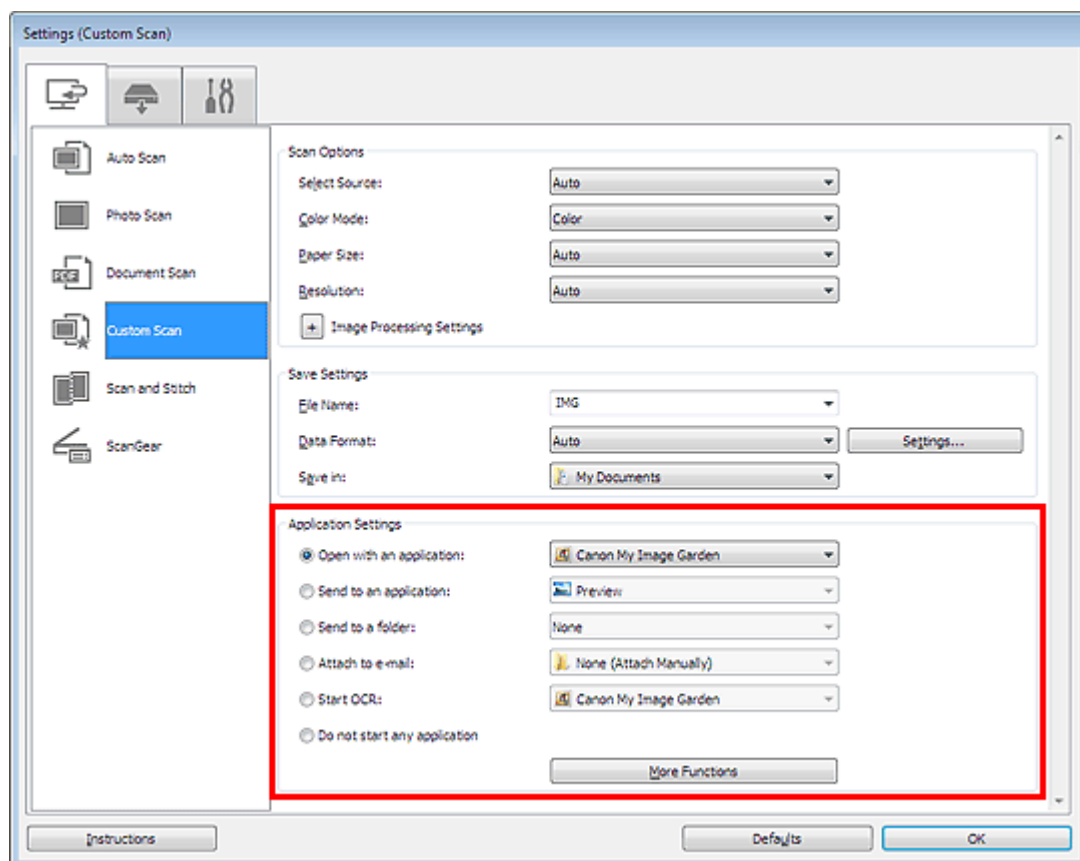 Settings (Custom Scan)
Auto Scan
Photo Scan
PDF
Document Scan
Custom Scan
Scan and Stitch
ScanGear
Scan Options
Select Source: Auto
Color Mode: Color
Paper Size: Auto
Resolution: Auto
+ Image Processing Settings
Save Settings
File Name: IMG
Data Format: Auto Settings...
Save in: My Documents
Application Settings
Open with an application: Canon My Image Garden
Send to an application: Preview
Send to a folder: None
Attach to e-mail: None (Attach Manually)
Start OCR: Canon My Image Garden
Do not start any application
More Functions
Instructions Defaults OK